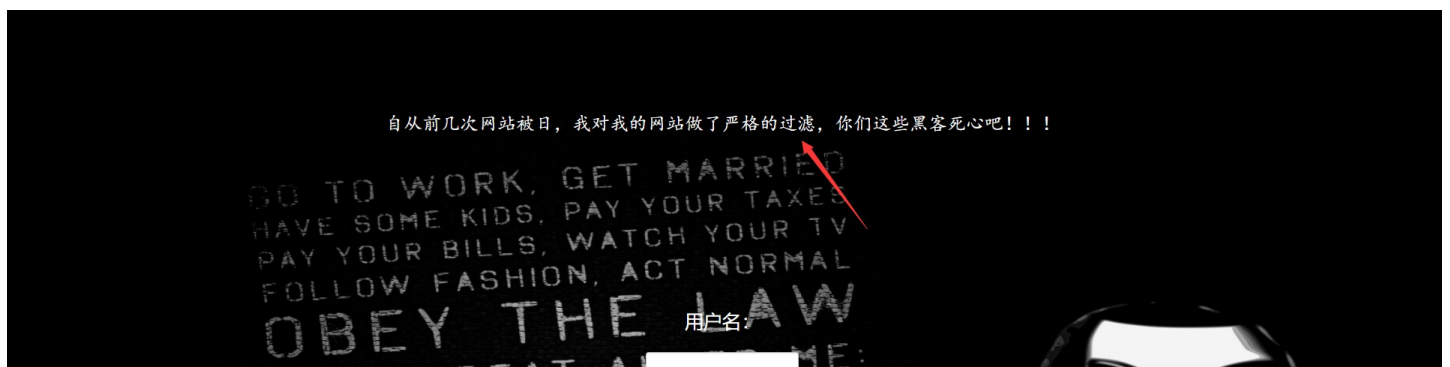 自从前几次网站被日，我对我的网站做了严格的过滤，你们这些黑客死心吧！！！
GO TO WORK, GET MARRIED
HAVE SOME KIDS, PAY YOUR TAXES
PAY YOUR BILLS, WATCH YOUR TV
FOLLOW FASHION, ACT NORMAL
OBEY THE LAW
用户名：
ME: